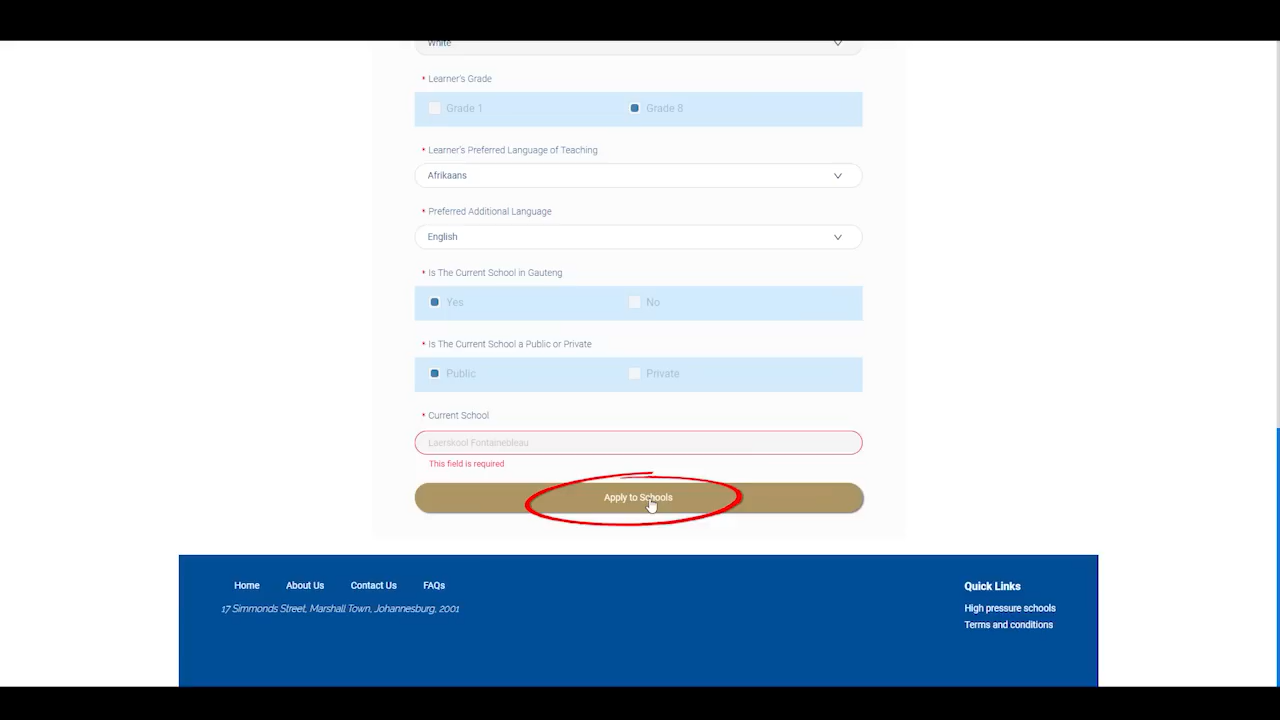 White
* Learner's Grade
Grade 1 Grade 8
* Learner's Preferred Language of Teaching
Afrikaans
* Preferred Additional Language
English
* Is The Current School in Gauteng
Yes No
* Is The Current School a Public or Private
Public Private
* Current School
Laerskool Fontainebleau
This field is required
Apply to Schools
Home About Us Contact Us FAQs
17 Simmonds Street, Marshall Town, Johannesburg, 2001
Quick Links
High pressure schools
Terms and conditions